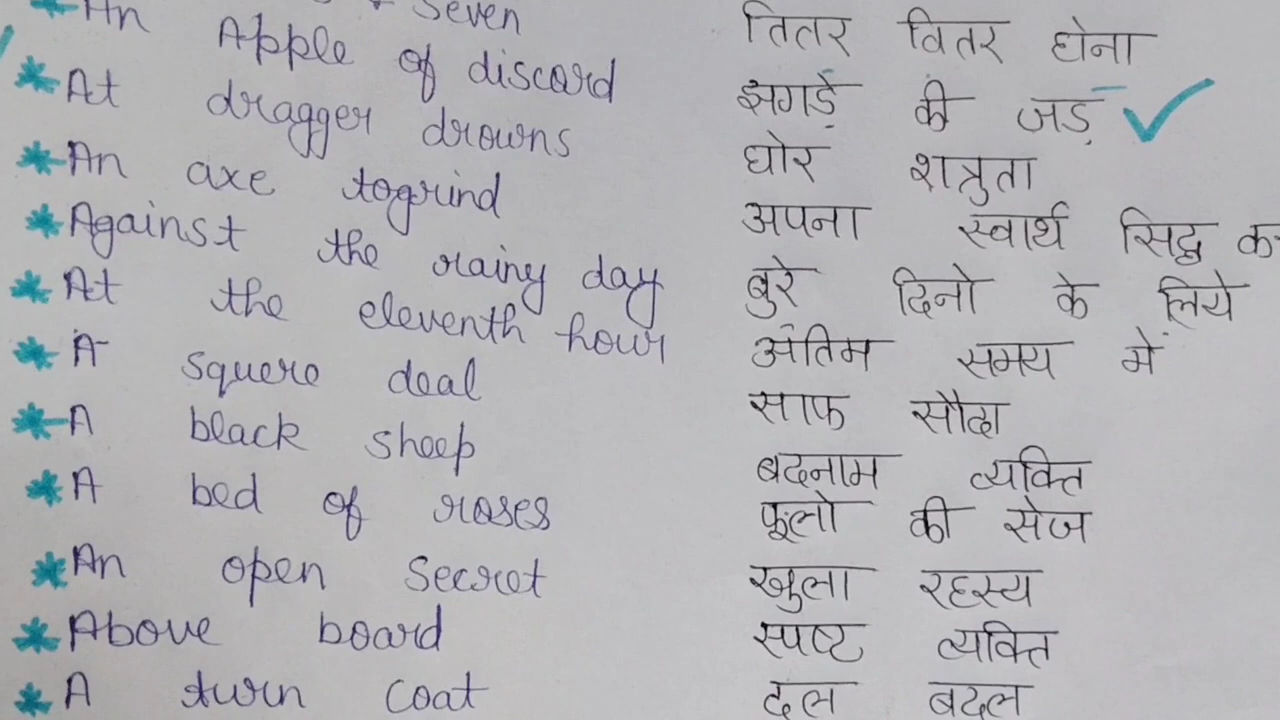 & Seven तितर वितर होना
An Apple of discord झगड़े की जड़
At dragger drowns घोर शत्रुता
An axe togrind अपना स्वार्थ सिद्ध क
Against the rainy day बुरे दिनो के लिये
At the eleventh hour अंतिम समय में
A squere deal साफ सौदा
A black sheep बदनाम व्यक्ति
A bed of roses फूलो की सेज
An open secret खुला रहस्य
Above board स्पष्ट व्यक्ति
A turn coat दल बदल